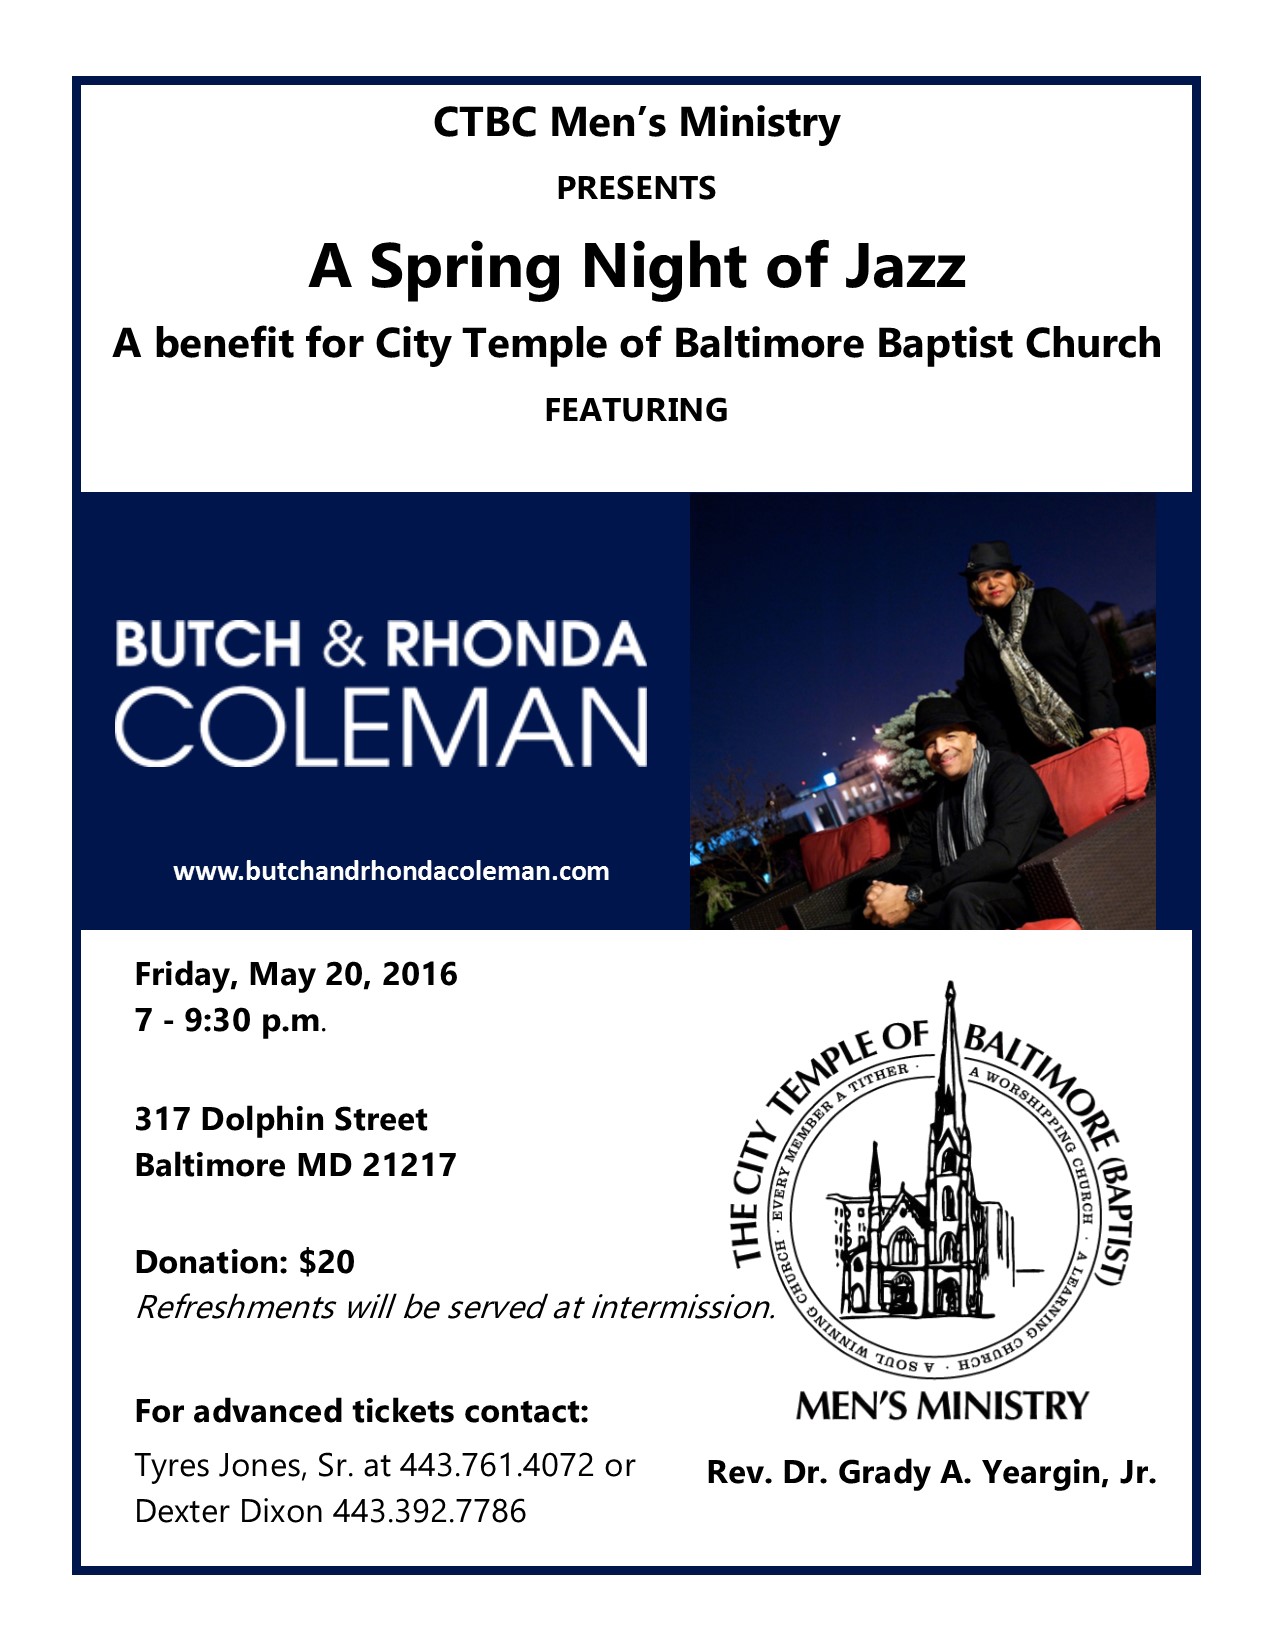 CTBC Men’s Ministry
PRESENTS
A Spring Night of Jazz
A benefit for City Temple of Baltimore Baptist Church
FEATURING
BUTCH & RHONDA
COLEMAN
www.butchandrhondacoleman.com
Friday, May 20, 2016
7 - 9:30 p.m.
317 Dolphin Street
Baltimore MD 21217
Donation: $20
Refreshments will be served at intermission.
For advanced tickets contact:
Tyres Jones, Sr. at 443.761.4072 or
Dexter Dixon 443.392.7786
THE CITY TEMPLE OF BALTIMORE (BAPTIST)
A WORSHIPPING CHURCH · A LEARNING CHURCH · A SOUL WINNING CHURCH · EVERY MEMBER A TITHER ·
MEN’S MINISTRY
Rev. Dr. Grady A. Yeargin, Jr.